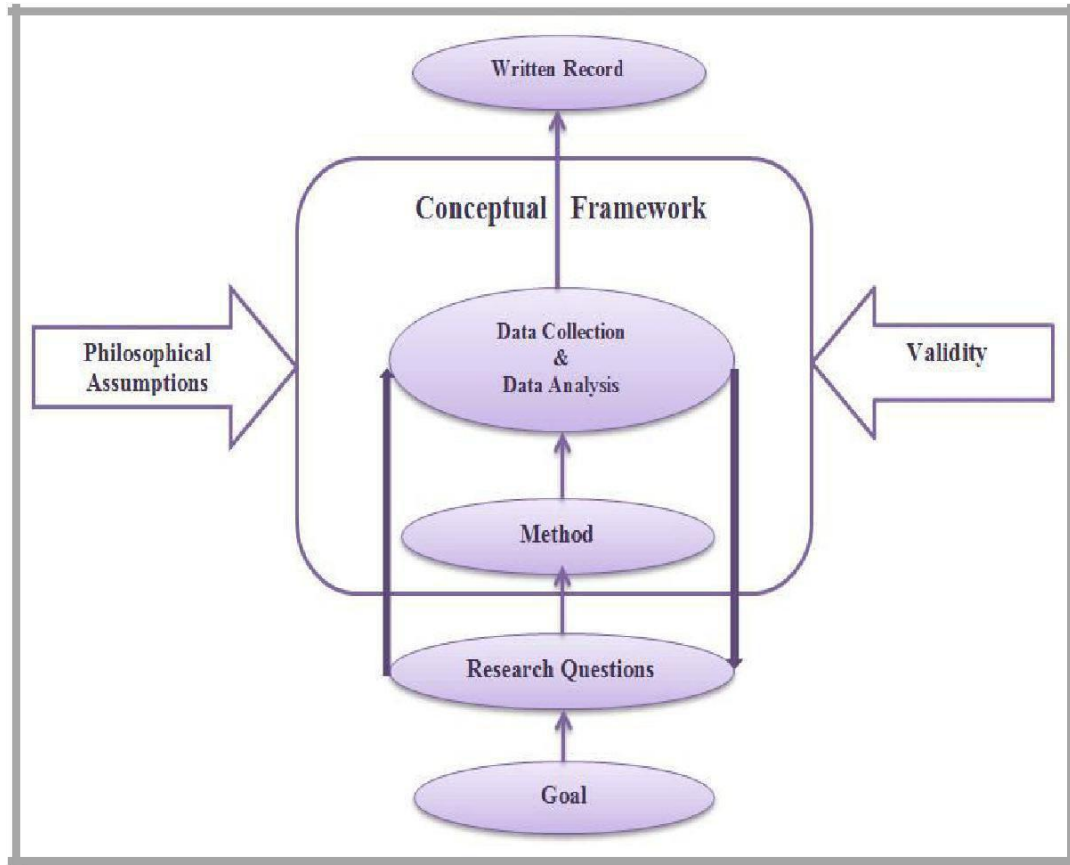 Written Record
Conceptual Framework
Data Collection
&
Data Analysis
Philosophical
Assumptions
Validity
Method
Research Questions
Goal